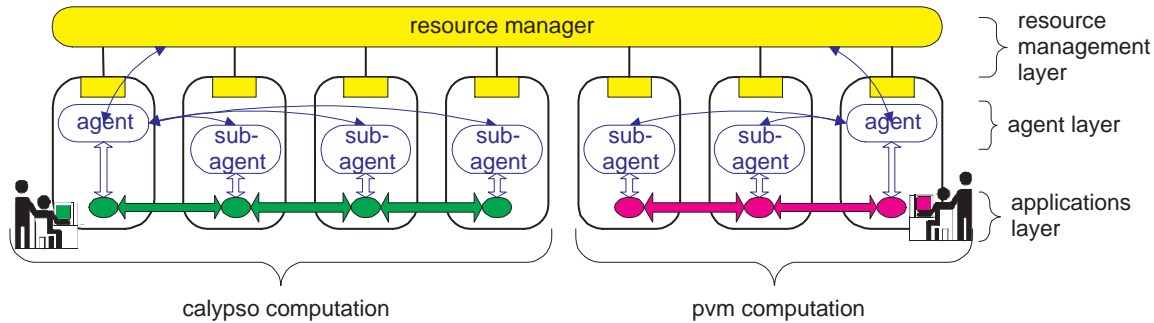 resource manager
resource
management
layer
agent
sub-
agent
sub-
agent
sub-
agent
sub-
agent
sub-
agent
agent
agent layer
applications
layer
calypso computation
pvm computation